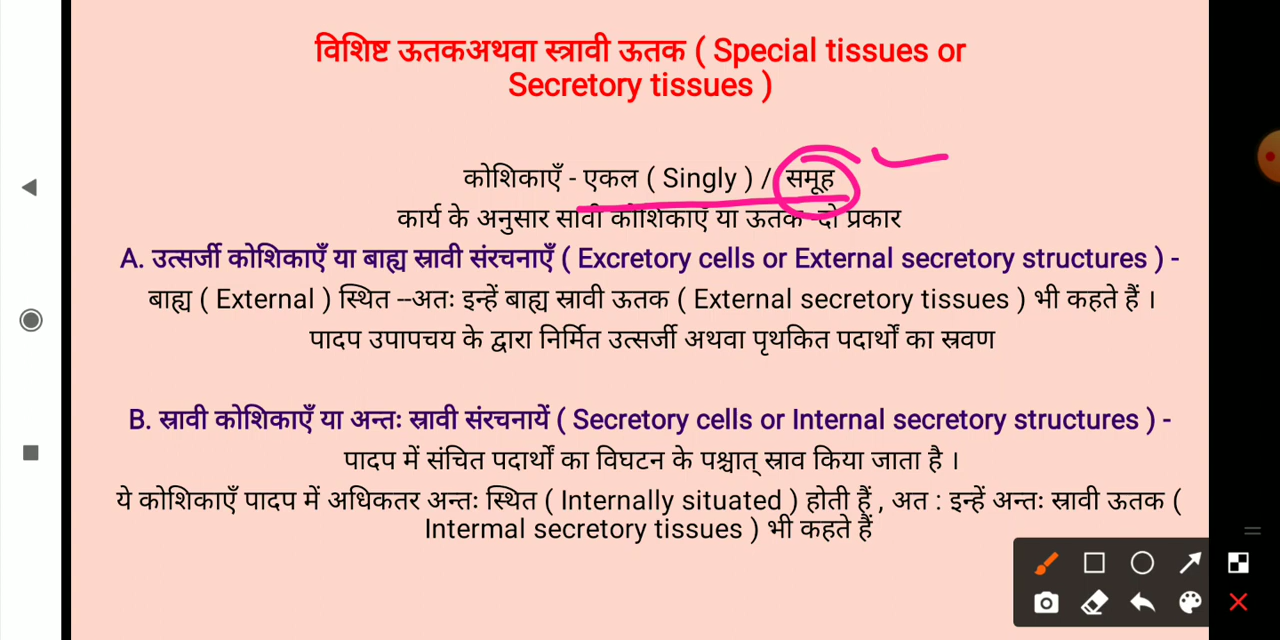 विशिष्ट ऊतकअथवा स्त्रावी ऊतक ( Special tissues or
Secretory tissues )
कोशिकाएँ - एकल ( Singly ) / समूह
कार्य के अनुसार स्रावी कोशिकाएँ या ऊतक -दो प्रकार
A. उत्सर्जी कोशिकाएँ या बाह्य स्रावी संरचनाएँ ( Excretory cells or External secretory structures ) -
बाह्य ( External ) स्थित --अतः इन्हें बाह्य स्रावी ऊतक ( External secretory tissues ) भी कहते हैं ।
पादप उपापचय के द्वारा निर्मित उत्सर्जी अथवा पृथकित पदार्थों का स्रवण
B. स्रावी कोशिकाएँ या अन्तः स्रावी संरचनायें ( Secretory cells or Internal secretory structures ) -
पादप में संचित पदार्थों का विघटन के पश्चात् स्राव किया जाता है ।
ये कोशिकाएँ पादप में अधिकतर अन्तः स्थित ( Internally situated ) होती हैं , अत : इन्हें अन्तः स्रावी ऊतक (
Intermal secretory tissues ) भी कहते हैं